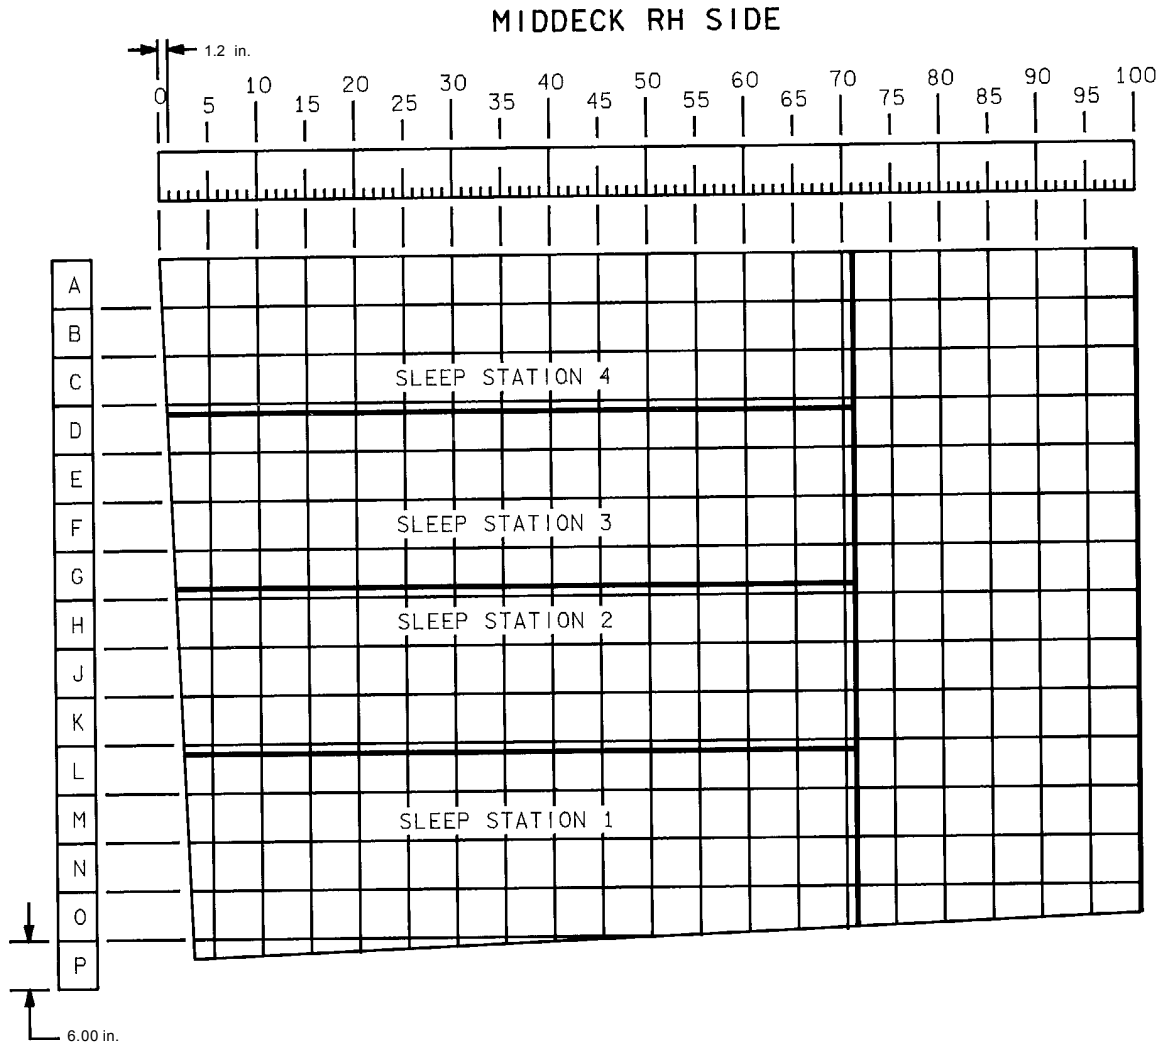 MIDDECK RH SIDE
1.2 in.
0 10 20 30 40 50 60 70 80 90 100
5 15 25 35 45 55 65 75 85 95
A
B
C
SLEEP STATION 4
D
E
F
SLEEP STATION 3
G
H
SLEEP STATION 2
J
K
L
M
SLEEP STATION 1
N
O
P
6.00 in.